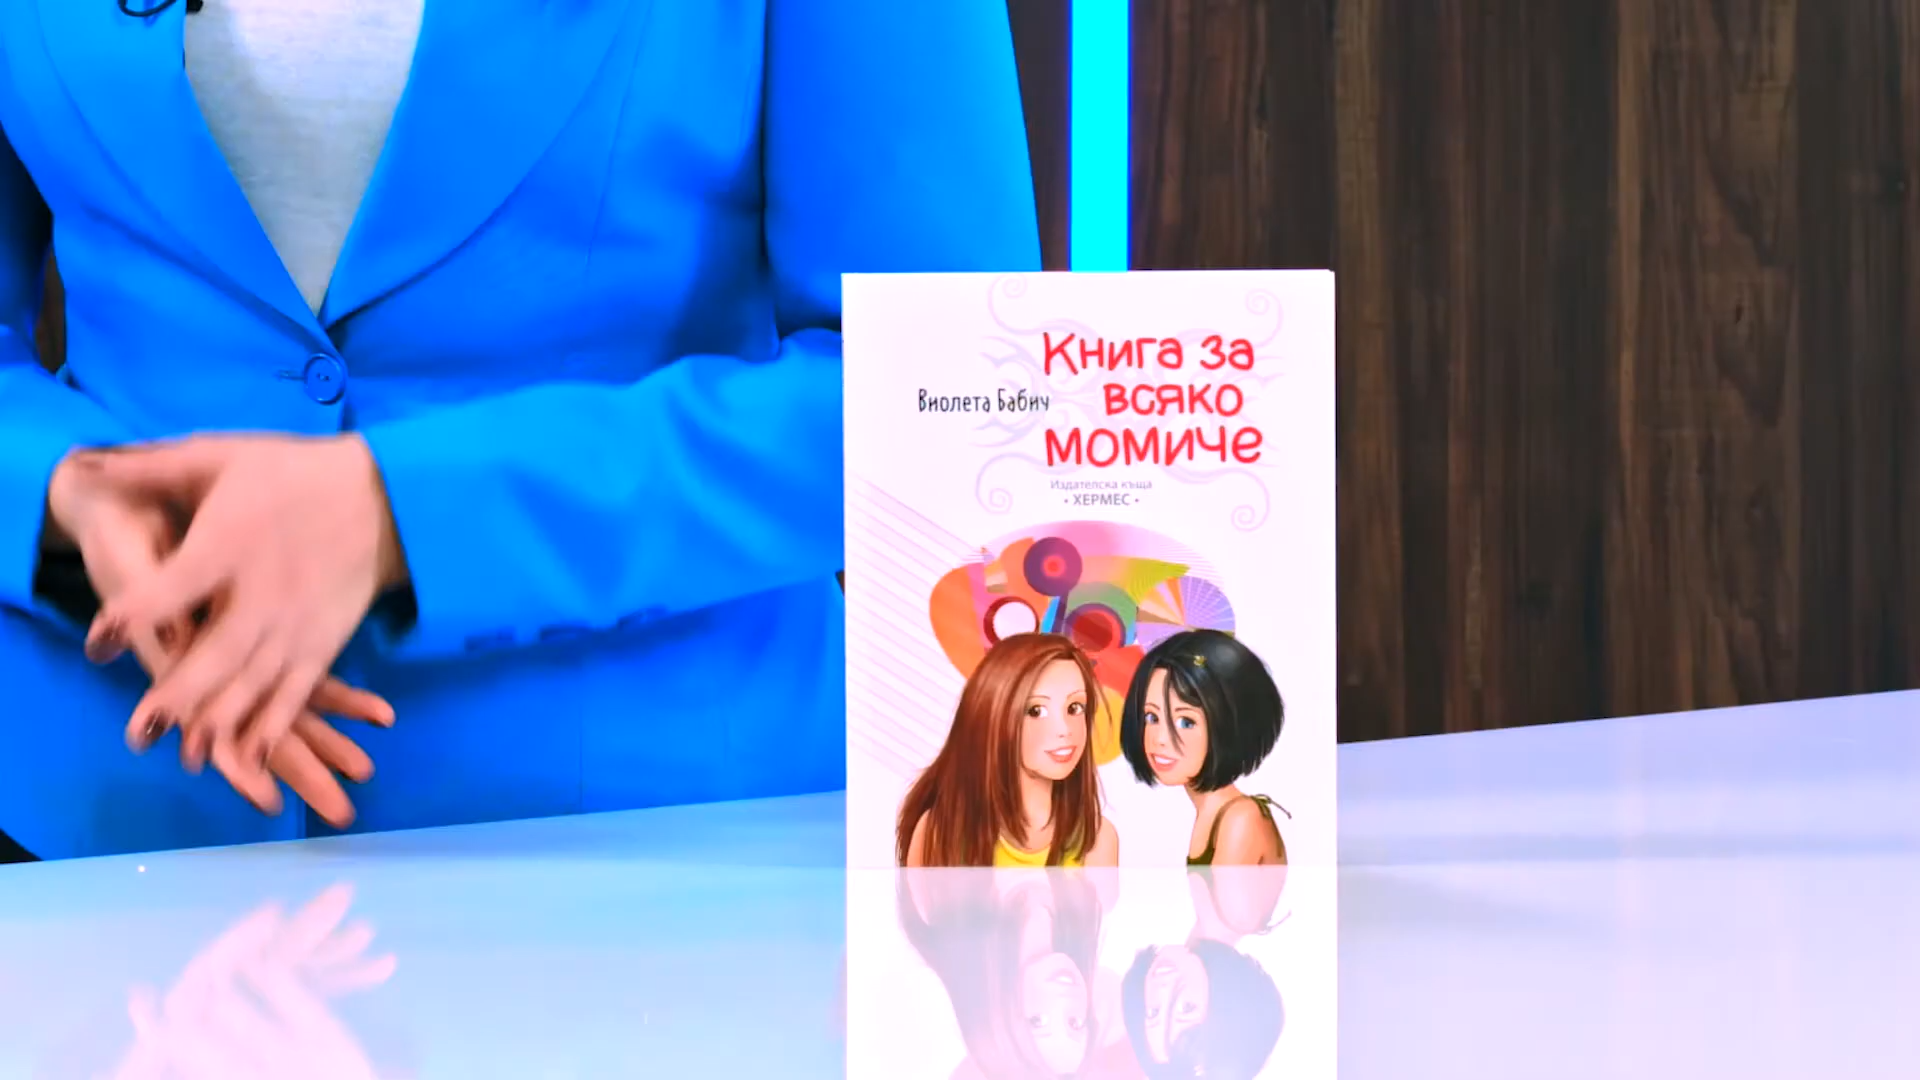 Книга за
всяко
момиче
Виолета Бабич
Издателска къща
• ХЕРМЕС •